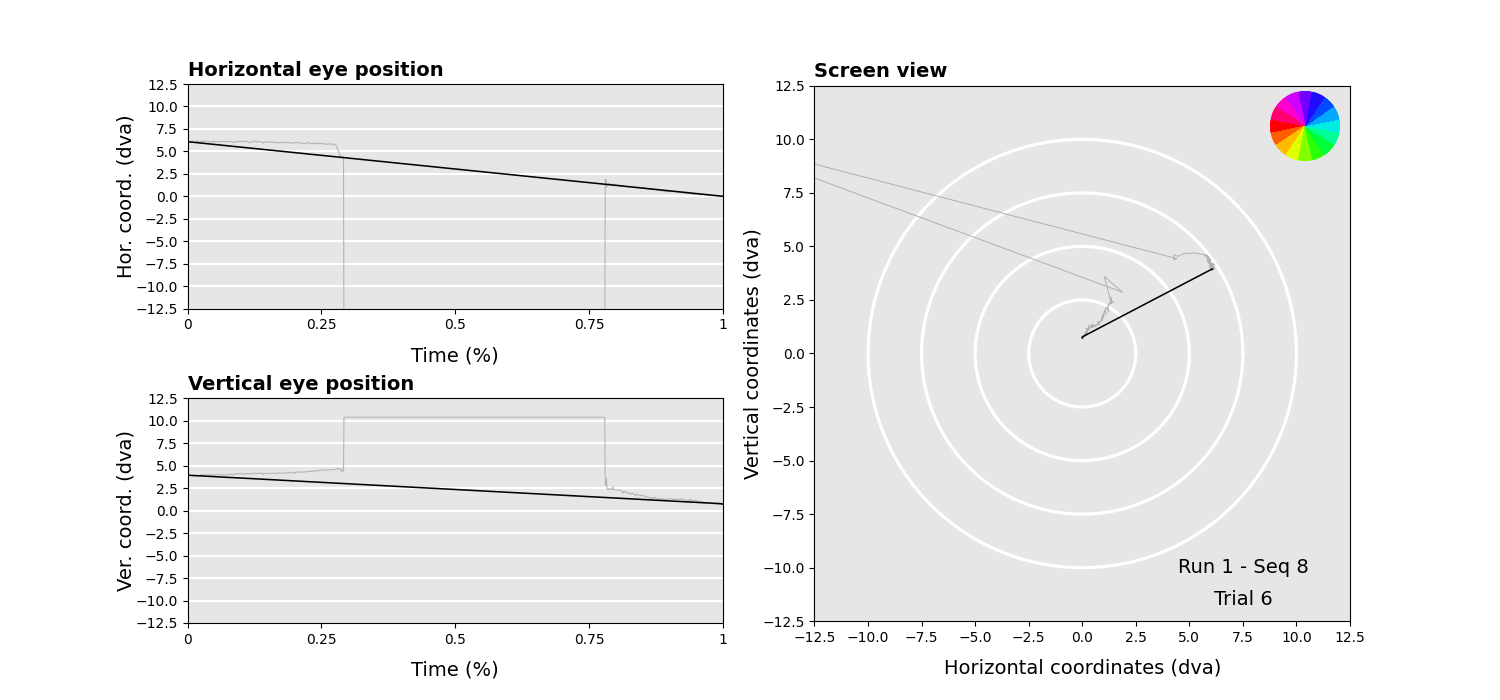 Horizontal eye position
Hor. coord. (dva)
12.5
10.0
7.5
5.0
2.5
0.0
−2.5
−5.0
−7.5
−10.0
−12.5
0 0.25 0.5 0.75 1
Time (%)
Vertical eye position
Ver. coord. (dva)
12.5
10.0
7.5
5.0
2.5
0.0
−2.5
−5.0
−7.5
−10.0
−12.5
0 0.25 0.5 0.75 1
Time (%)
Screen view
Vertical coordinates (dva)
12.5
10.0
7.5
5.0
2.5
0.0
−2.5
−5.0
−7.5
−10.0
−12.5
Run 1 - Seq 8
Trial 6
−12.5 −10.0 −7.5 −5.0 −2.5 0.0 2.5 5.0 7.5 10.0 12.5
Horizontal coordinates (dva)